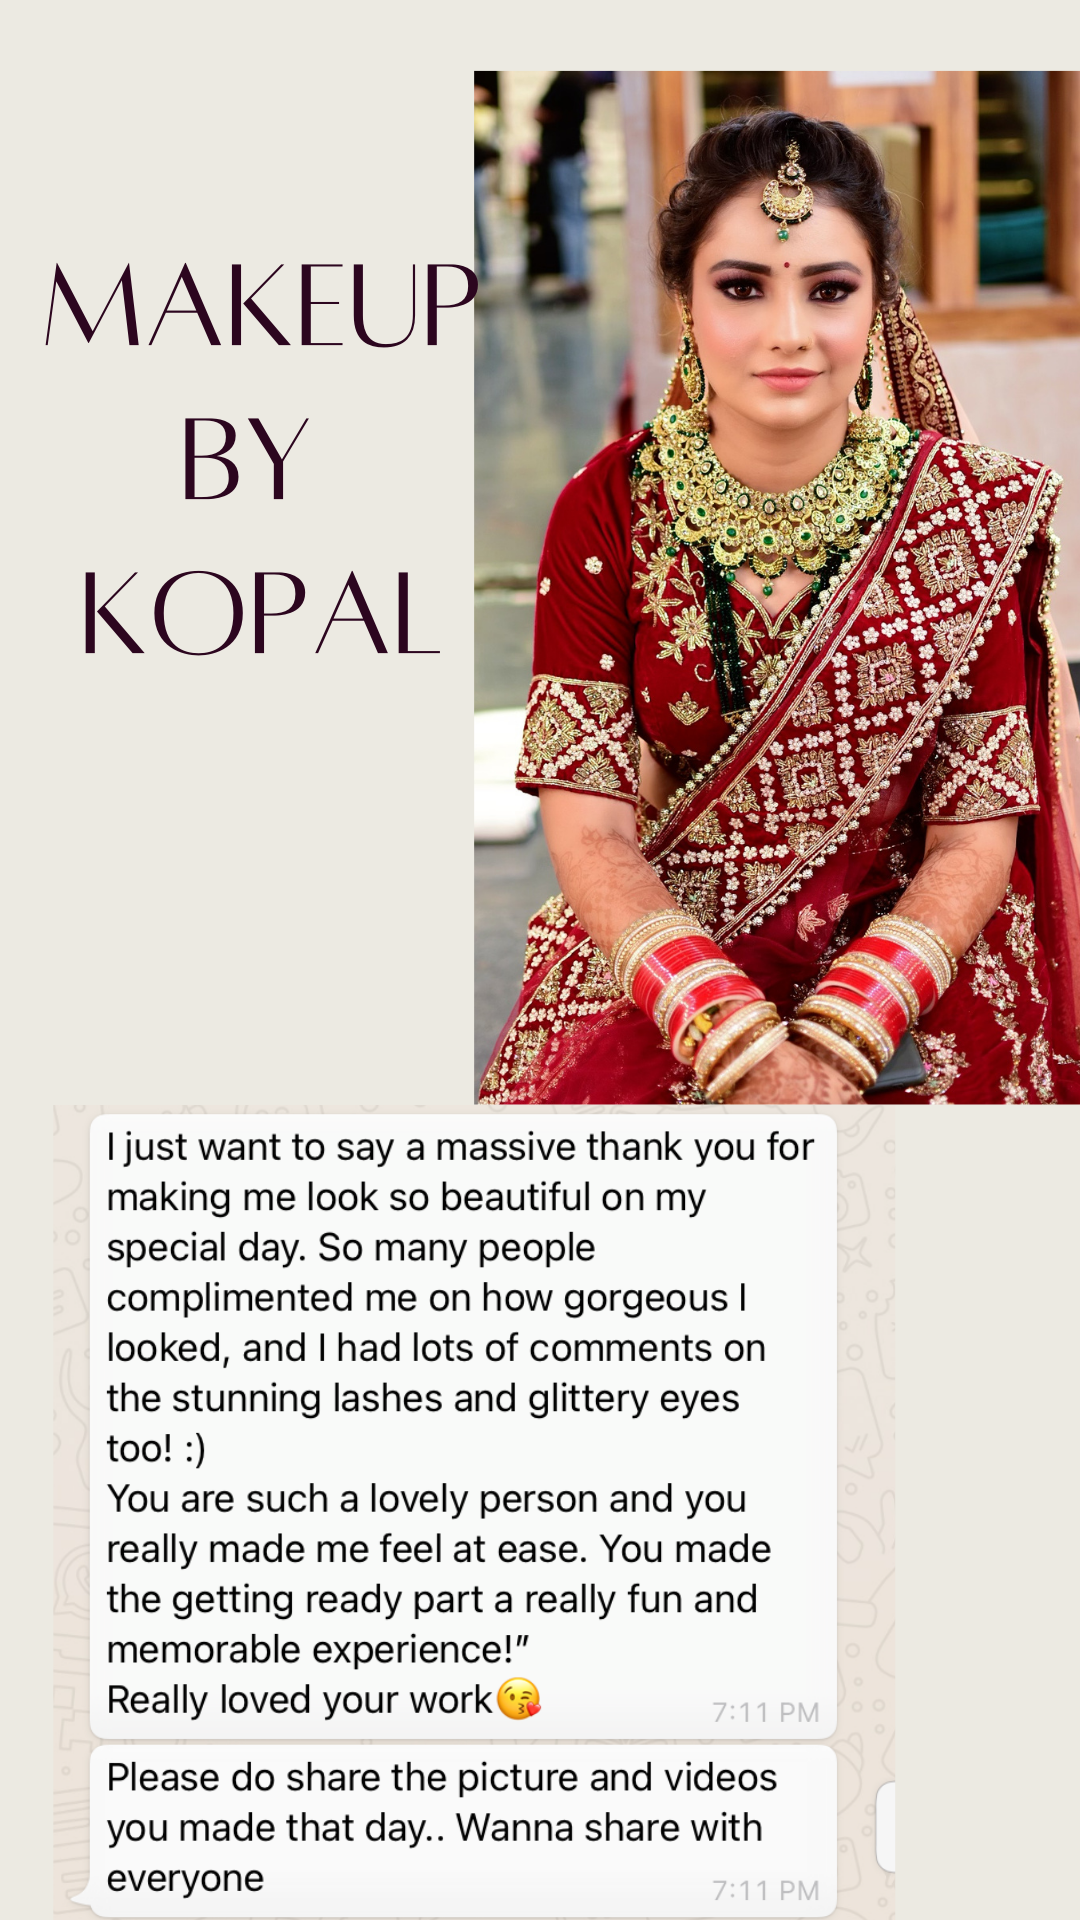 MAKEUP
BY
KOPAL
I just want to say a massive thank you for
making me look so beautiful on my
special day. So many people
complimented me on how gorgeous I
looked, and I had lots of comments on
the stunning lashes and glittery eyes
too! :)
You are such a lovely person and you
really made me feel at ease. You made
the getting ready part a really fun and
memorable experience!”
Really loved your work😘
7:11 PM
Please do share the picture and videos
you made that day.. Wanna share with
everyone
7:11 PM